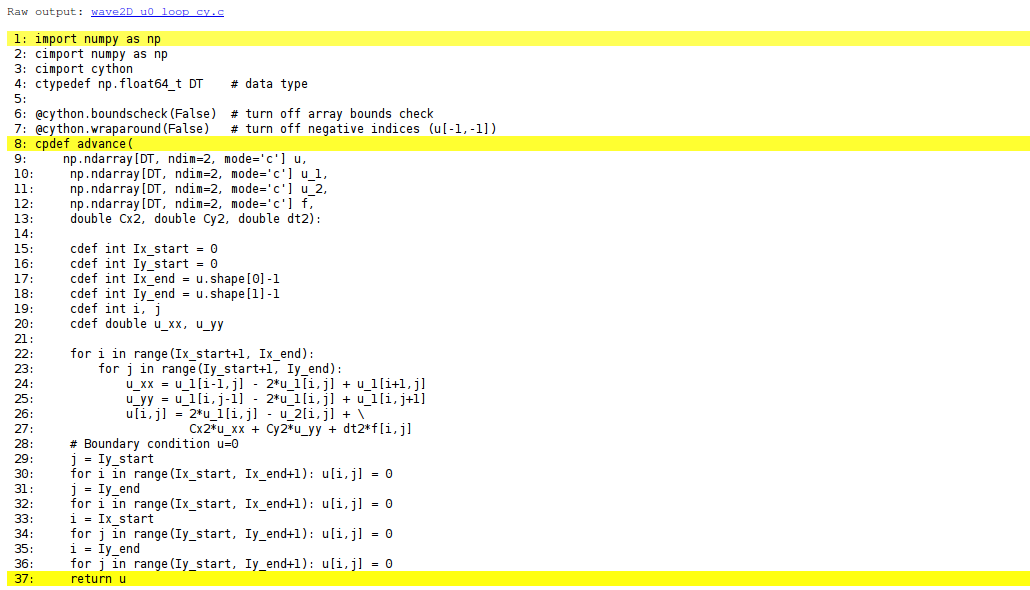 Raw output: wave2D_u0_loop_cy.c
1: import numpy as np
2: cimport numpy as np
3: cimport cython
4: ctypedef np.float64_t DT    # data type
5:
6: @cython.boundscheck(False)  # turn off array bounds check
7: @cython.wraparound(False)   # turn off negative indices (u[-1,-1])
8: cpdef advance(
9:     np.ndarray[DT, ndim=2, mode='c'] u,
10:     np.ndarray[DT, ndim=2, mode='c'] u_1,
11:     np.ndarray[DT, ndim=2, mode='c'] u_2,
12:     np.ndarray[DT, ndim=2, mode='c'] f,
13:     double Cx2, double Cy2, double dt2):
14:
15:     cdef int Ix_start = 0
16:     cdef int Iy_start = 0
17:     cdef int Ix_end = u.shape[0]-1
18:     cdef int Iy_end = u.shape[1]-1
19:     cdef int i, j
20:     cdef double u_xx, u_yy
21:
22:     for i in range(Ix_start+1, Ix_end):
23:         for j in range(Iy_start+1, Iy_end):
24:             u_xx = u_1[i-1,j] - 2*u_1[i,j] + u_1[i+1,j]
25:             u_yy = u_1[i,j-1] - 2*u_1[i,j] + u_1[i,j+1]
26:             u[i,j] = 2*u_1[i,j] - u_2[i,j] + \
27:                      Cx2*u_xx + Cy2*u_yy + dt2*f[i,j]
28:     # Boundary condition u=0
29:     j = Iy_start
30:     for i in range(Ix_start, Ix_end+1): u[i,j] = 0
31:     j = Iy_end
32:     for i in range(Ix_start, Ix_end+1): u[i,j] = 0
33:     i = Ix_start
34:     for j in range(Iy_start, Iy_end+1): u[i,j] = 0
35:     i = Iy_end
36:     for j in range(Iy_start, Iy_end+1): u[i,j] = 0
37:     return u